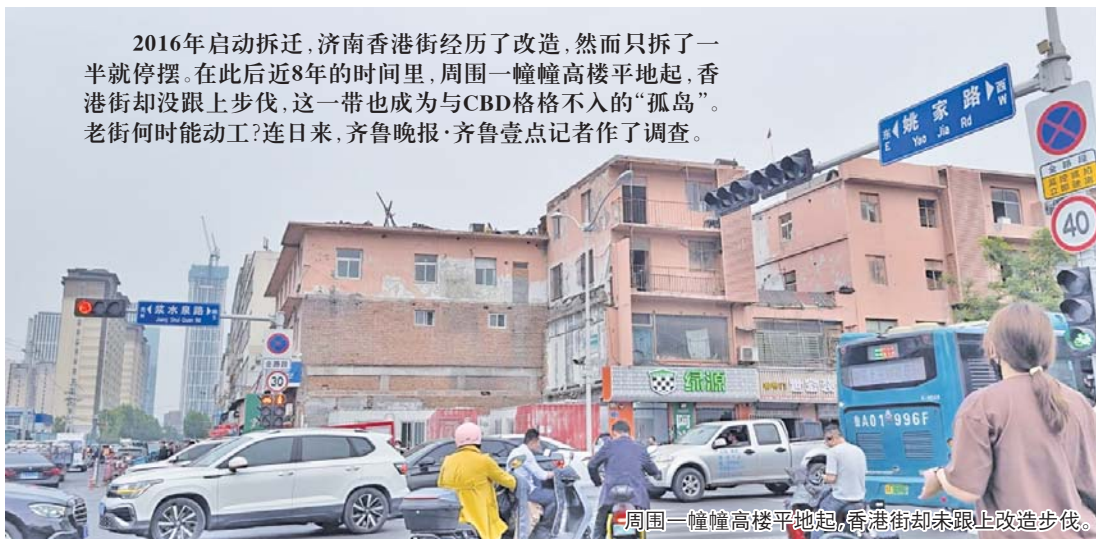 2016年启动拆迁,济南香港街经历了改造,然而只拆了一
半就停摆。在此后近8年的时间里,周围一幢幢高楼平地起,香
港街却没跟上步伐,这一带也成为与CBD格格不入的“孤岛”。
老街何时能动工?连日来,齐鲁晚报·齐鲁壹点记者作了调查。
东 姚家路 西
E Yao Jia Rd W
全路段
40
浆水泉路
Jiang Shui Quan Rd
全路段
30
绿源
周围一幢幢高楼平地起,香港街却未跟上改造步伐。